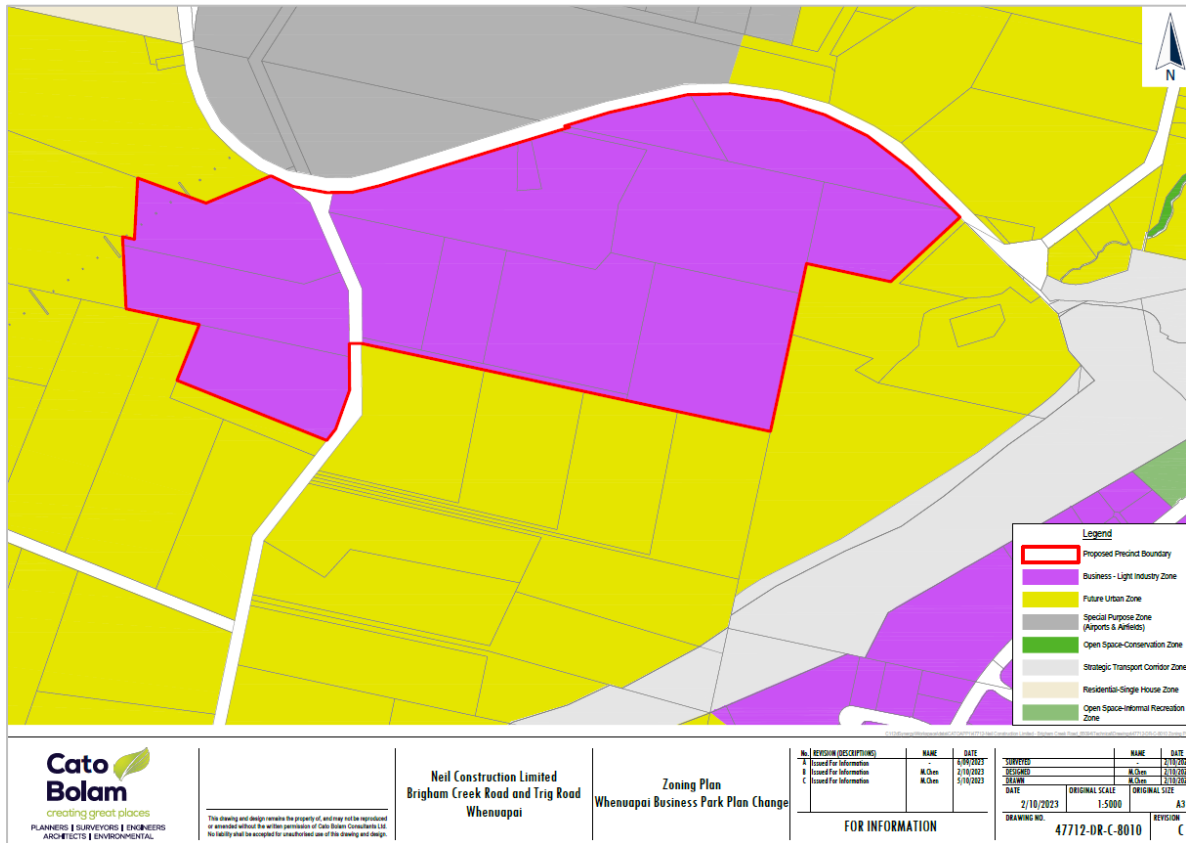 N
Legend
Proposed Precinct Boundary
Business - Light Industry Zone
Future Urban Zone
Special Purpose Zone
(Airports & Airfields)
Open Space-Conservation Zone
Strategic Transport Corridor Zone
Residential-Single House Zone
Open Space-Informal Recreation
Zone
Cato
Bolam
creating great places
PLANNERS | SURVEYORS | ENGINEERS
ARCHITECTS | ENVIRONMENTAL
This drawing and design remains the property of, and may not be reproduced
or amended without the written permission of Cato Bolam Consultants Ltd.
No liability shall be accepted for unauthorised use of this drawing and design.
Neil Construction Limited
Brigham Creek Road and Trig Road
Whenuapai
Zoning Plan
Whenuapai Business Park Plan Change
No. REVISION (DESCRIPTIONS) NAME DATE
A Issued For Information - 6/09/2023
B Issued For Information M.Chen 2/10/2023
C Issued For Information M.Chen 5/10/2023
FOR INFORMATION
NAME DATE
SURVEYED -
DESIGNED M.Chen
DRAWN M.Chen
DATE ORIGINAL SCALE ORIGINAL SIZE
2/10/2023 1:5000 A3
DRAWING NO. REVISION
47712-DR-C-8010 C